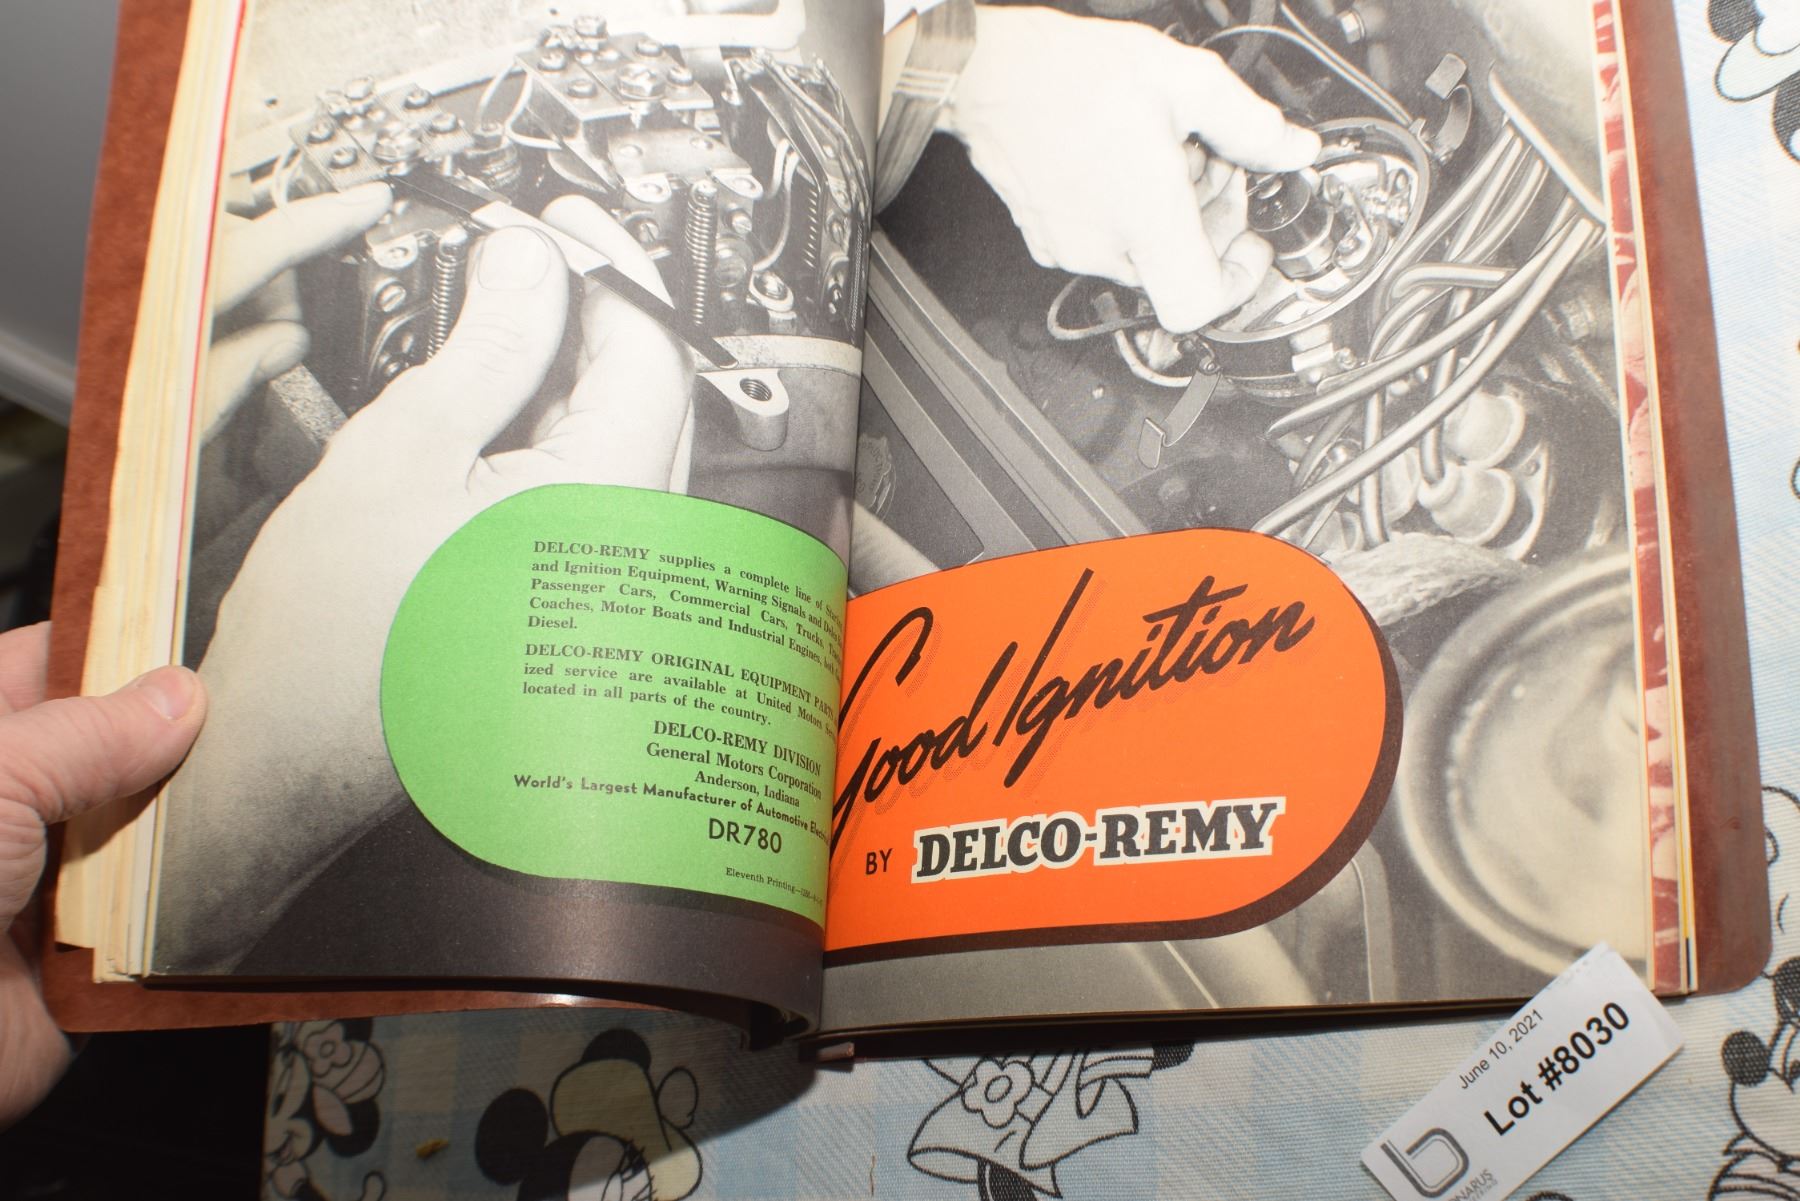 DELCO-REMY supplies a complete line of
and Ignition Equipment, Warning Signals and Delco
Passenger Cars, Commercial Cars, Trucks,
Coaches, Motor Boats and Industrial Engines,
Diesel.
DELCO-REMY ORIGINAL EQUIPMENT PARTS
ized service are available at United Motors
located in all parts of the country.
DELCO-REMY DIVISION
General Motors Corporation
Anderson, Indiana
World's Largest Manufacturer of Automotive
DR780
Eleventh Printing
Good Ignition
BY DELCO-REMY
June 10, 2021
Lot #8030